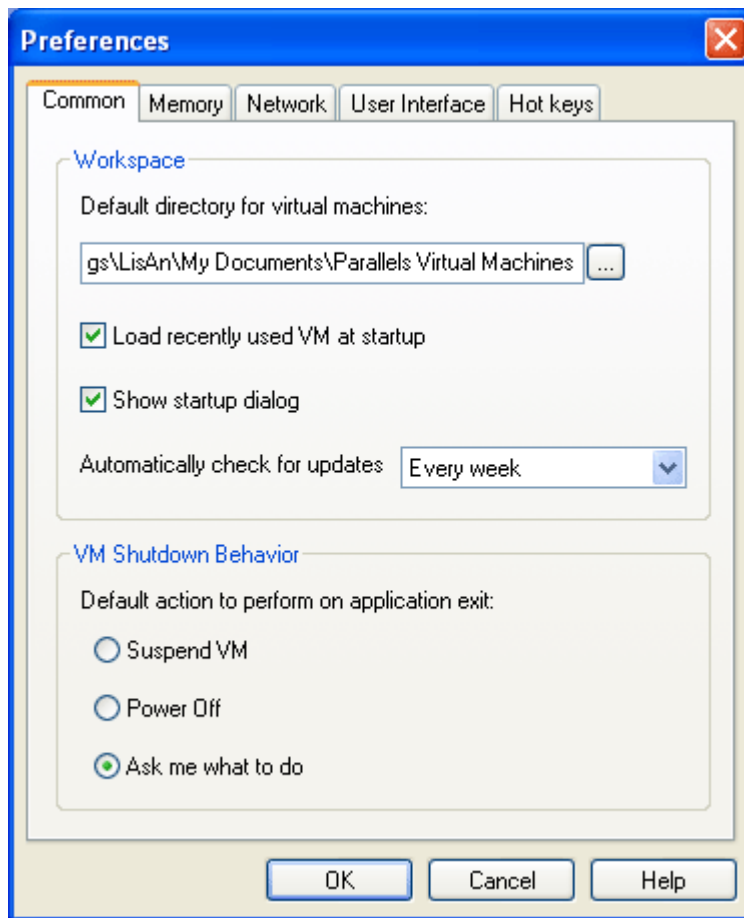 Preferences
Common Memory Network User Interface Hot keys
Workspace
Default directory for virtual machines:
gs\LisAn\My Documents\Parallels Virtual Machines ...
Load recently used VM at startup
Show startup dialog
Automatically check for updates Every week
VM Shutdown Behavior
Default action to perform on application exit:
Suspend VM
Power Off
Ask me what to do
OK Cancel Help